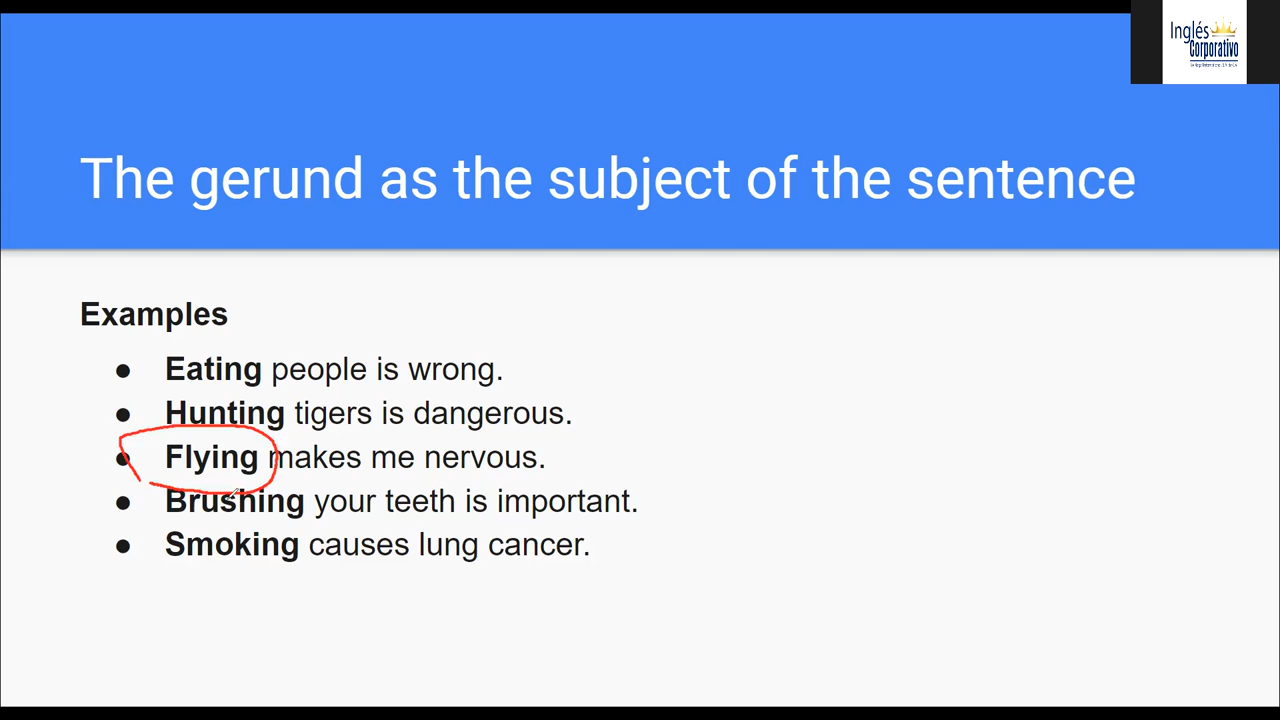 Inglés
Corporativo
The gerund as the subject of the sentence
Examples
● Eating people is wrong.
● Hunting tigers is dangerous.
● Flying makes me nervous.
● Brushing your teeth is important.
● Smoking causes lung cancer.